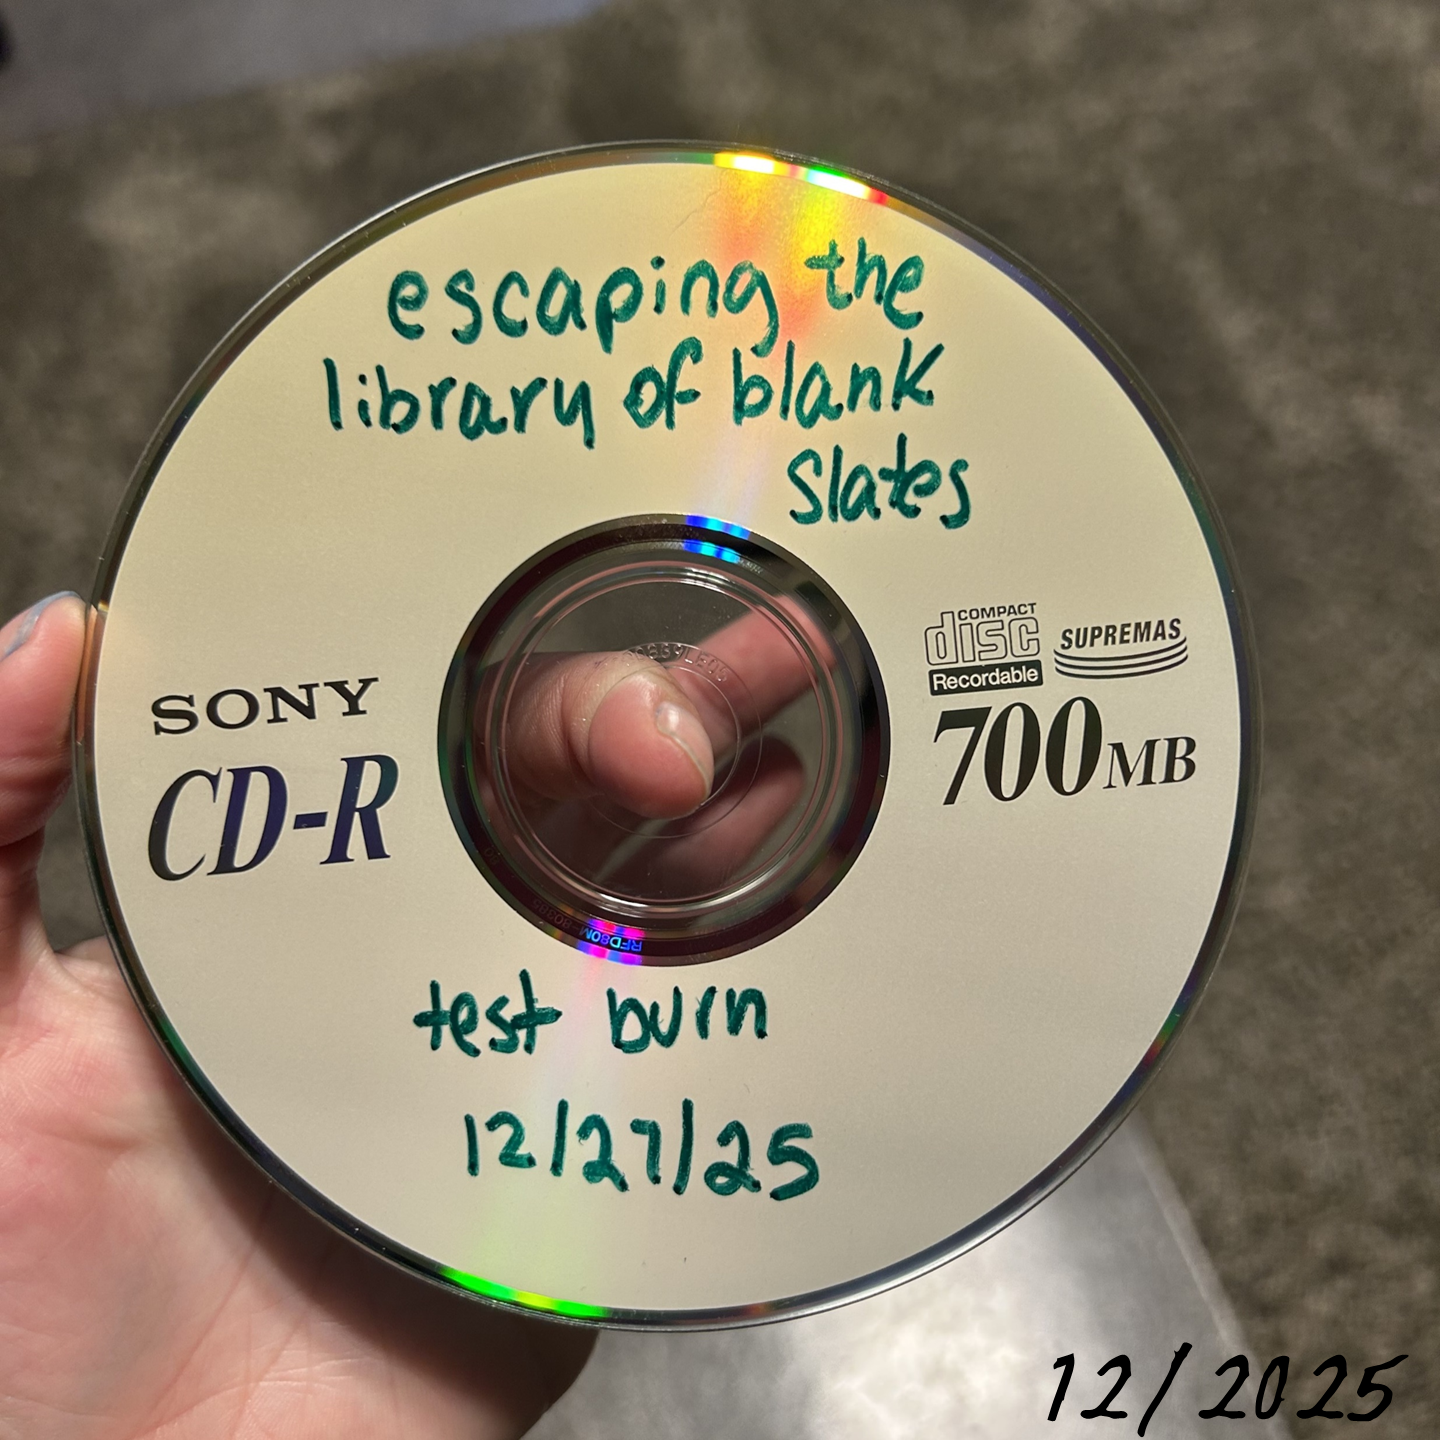 escaping the
library of blank
Slates
COMPACT
disc
Recordable
SUPREMAS
SONY
CD-R
700MB
test burn
12/27/25
12/2025